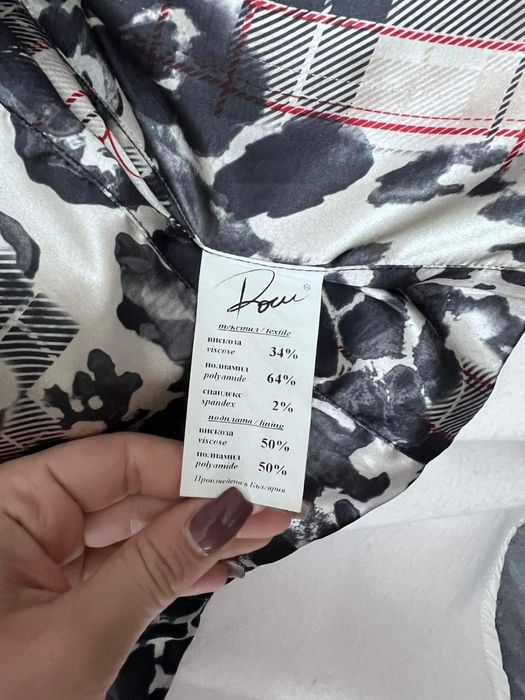 Роси
текстил / textile
вискоза
viscose 34%
полиамид
polyamide 64%
спандекс
spandex 2%
подплата / lining
вискоза
viscose 50%
полиамид
polyamide 50%
Произведено в България